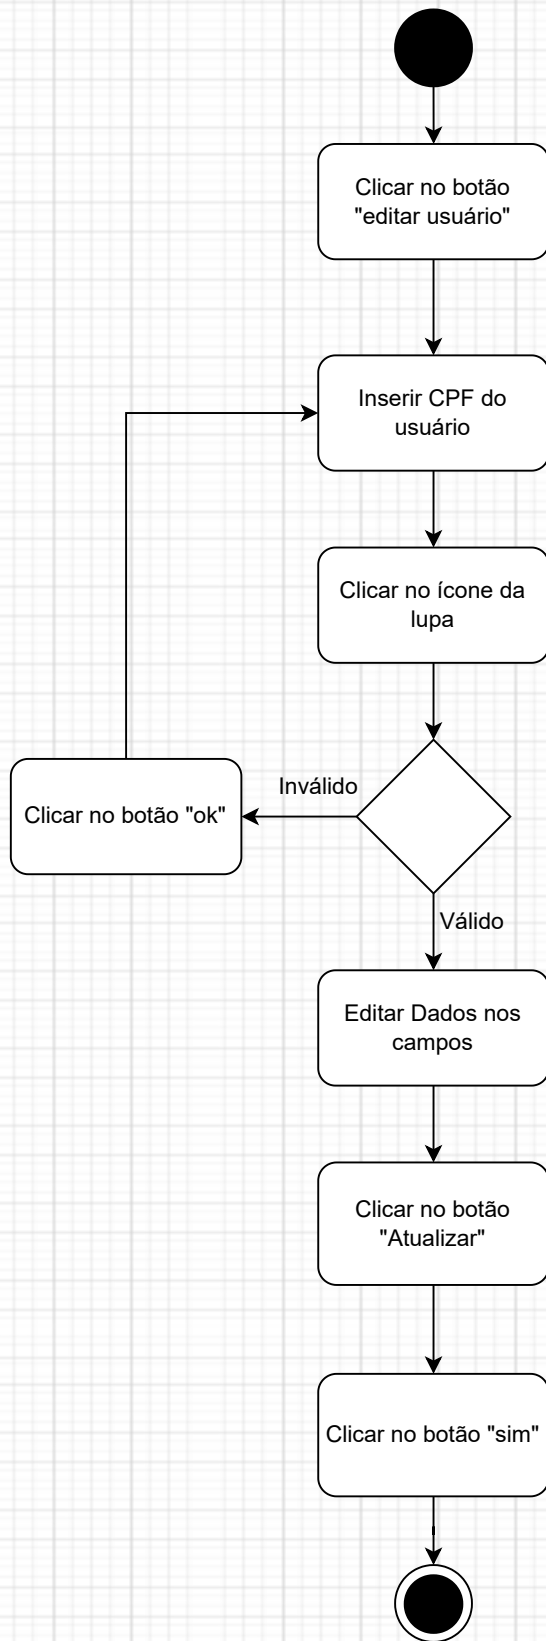 Clicar no botão
"editar usuário"
Inserir CPF do
usuário
Clicar no ícone da
lupa
Inválido
Clicar no botão "ok"
Válido
Editar Dados nos
campos
Clicar no botão
"Atualizar"
Clicar no botão "sim"